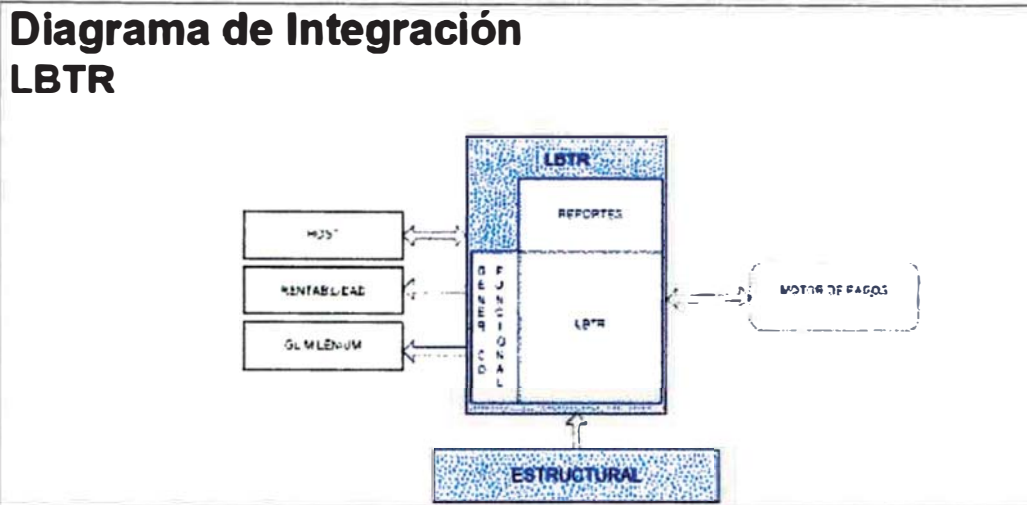 Diagrama de Integración
LBTR
LBTR
REPORTES
HOST
RENTABILIDAD
GL MILENIUM
GENERICO
FUNCIONAL
LBTR
MOTOR DE PAGOS
ESTRUCTURAL